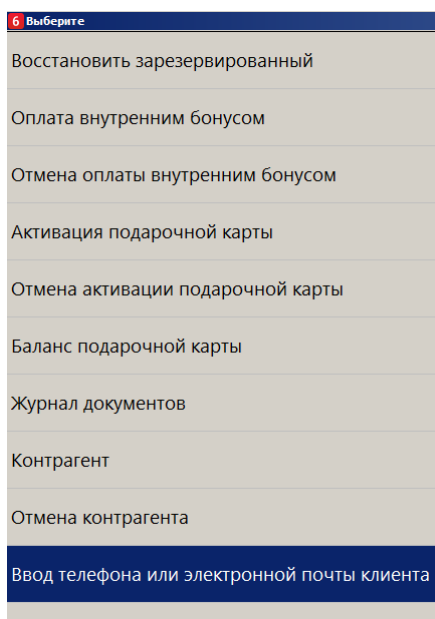 6 Выберите
Восстановить зарезервированный
Оплата внутренним бонусом
Отмена оплаты внутренним бонусом
Активация подарочной карты
Отмена активации подарочной карты
Баланс подарочной карты
Журнал документов
Контрагент
Отмена контрагента
Ввод телефона или электронной почты клиента